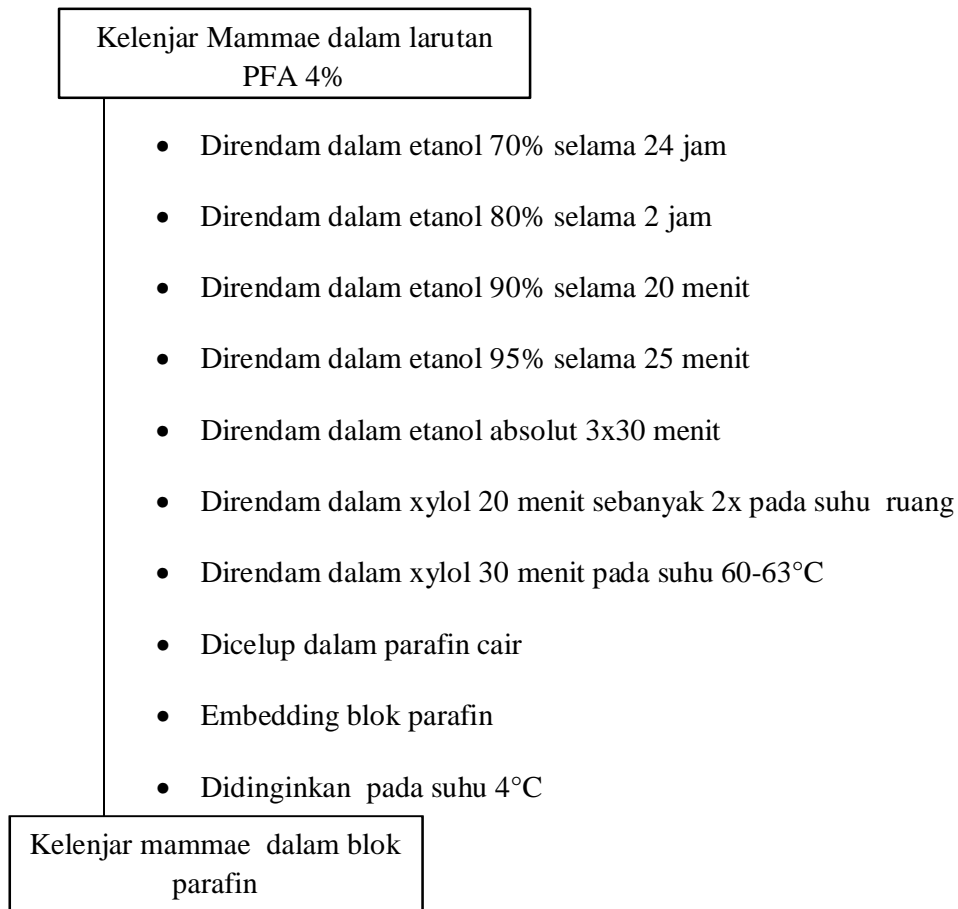 Kelenjar Mammae dalam larutan
PFA 4%
• Direndam dalam etanol 70% selama 24 jam
• Direndam dalam etanol 80% selama 2 jam
• Direndam dalam etanol 90% selama 20 menit
• Direndam dalam etanol 95% selama 25 menit
• Direndam dalam etanol absolut 3x30 menit
• Direndam dalam xylol 20 menit sebanyak 2x pada suhu ruang
• Direndam dalam xylol 30 menit pada suhu 60-63°C
• Dicelup dalam parafin cair
• Embedding blok parafin
• Didinginkan pada suhu 4°C
Kelenjar mammae dalam blok
parafin